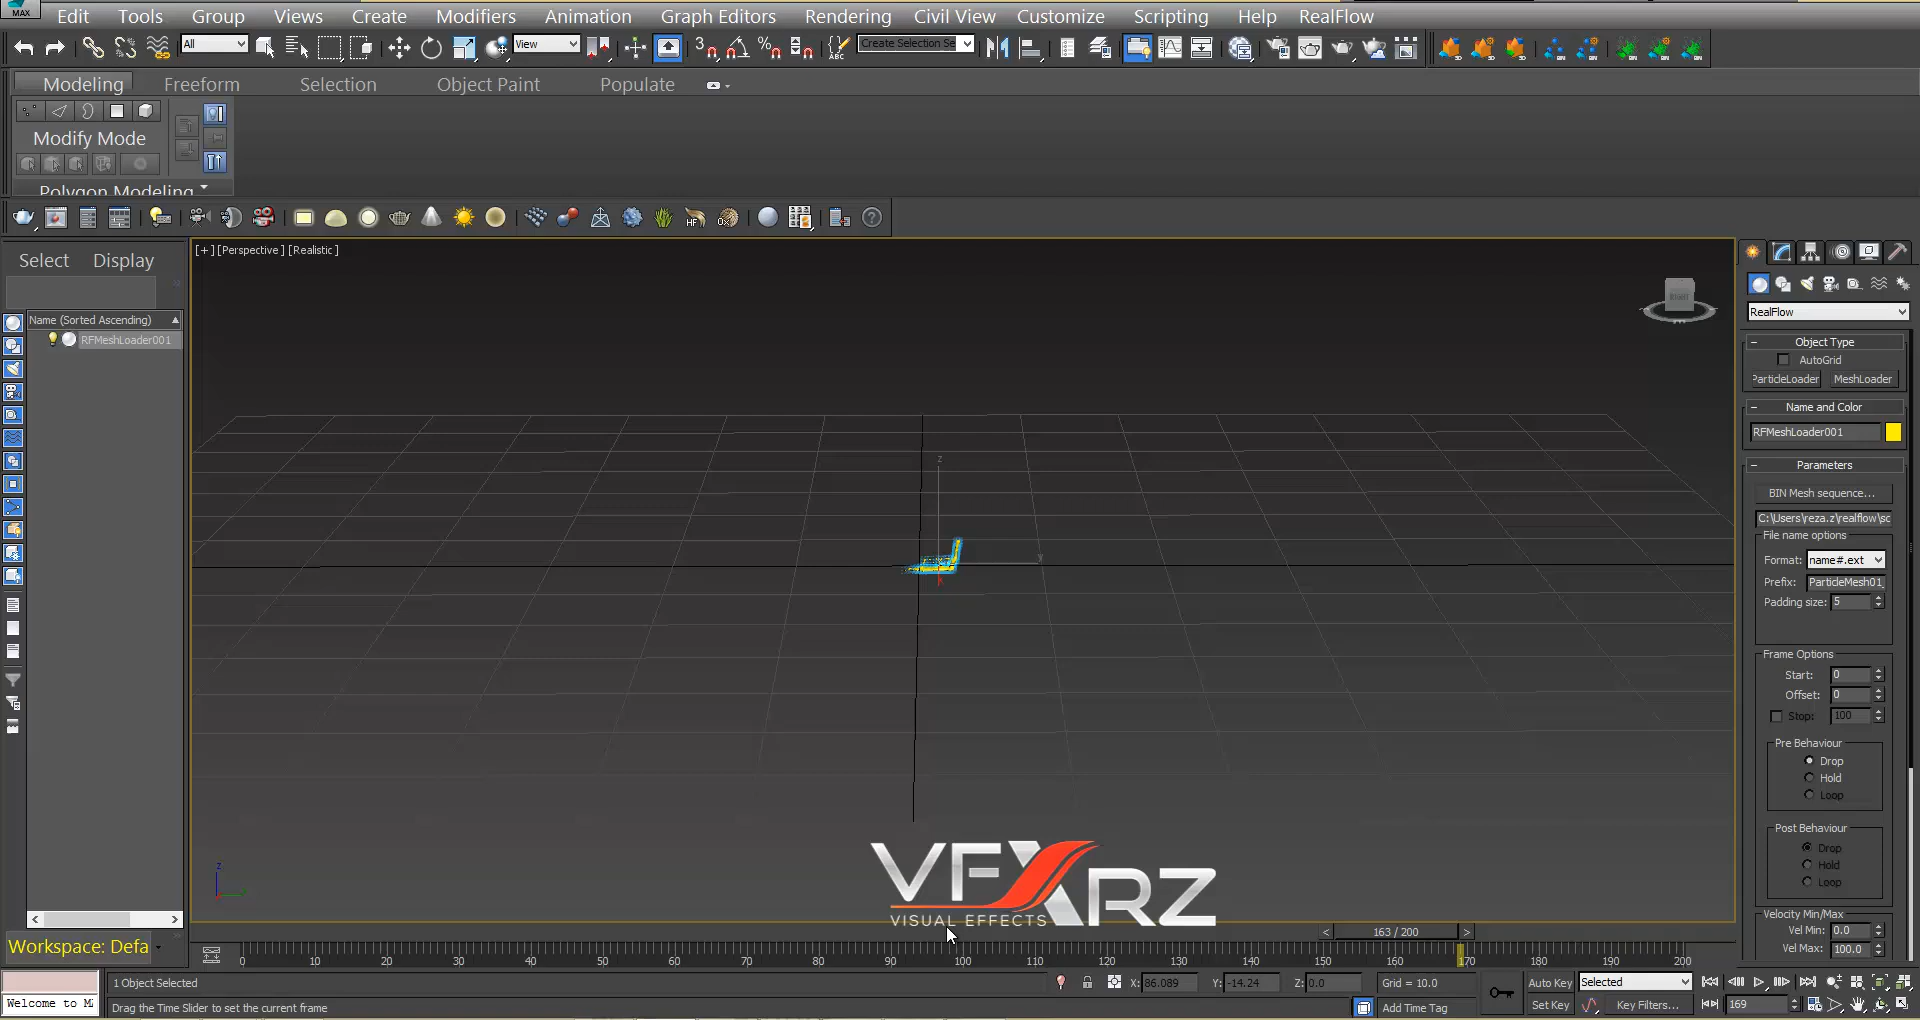 MAX
Edit Tools Group Views Create Modifiers Animation Graph Editors Rendering Civil View Customize Scripting Help RealFlow
All View Create Selection Se
Modeling Freeform Selection Object Paint Populate
Modify Mode
Polygon Modeling
Select Display
[+] [Perspective] [Realistic]
Name (Sorted Ascending)
RFMeshLoader001
RealFlow
Object Type
AutoGrid
ParticleLoader MeshLoader
Name and Color
RFMeshLoader001
Parameters
BIN Mesh sequence...
C:\Users\reza.z\realflow\sc
File name options
Format: name#.ext
Prefix: ParticleMesh01_
Padding size: 5
Frame Options
Start: 0
Offset: 0
Stop: 100
Pre Behaviour
Drop
Hold
Loop
Post Behaviour
Drop
Hold
Loop
Velocity Min/Max
Vel Min: 0.0
Vel Max: 100.0
z
x
z
VFXRZ
VISUAL EFFECTS
Workspace: Defa
< 163 / 200 >
0 10 20 30 40 50 60 70 80 90 100 110 120 130 140 150 160 170 180 190 200
1 Object Selected X: 86.089 Y: -14.24 Z: 0.0 Grid = 10.0 Auto Key Selected
Welcome to MA Drag the Time Slider to set the current frame Add Time Tag Set Key Key Filters... 169